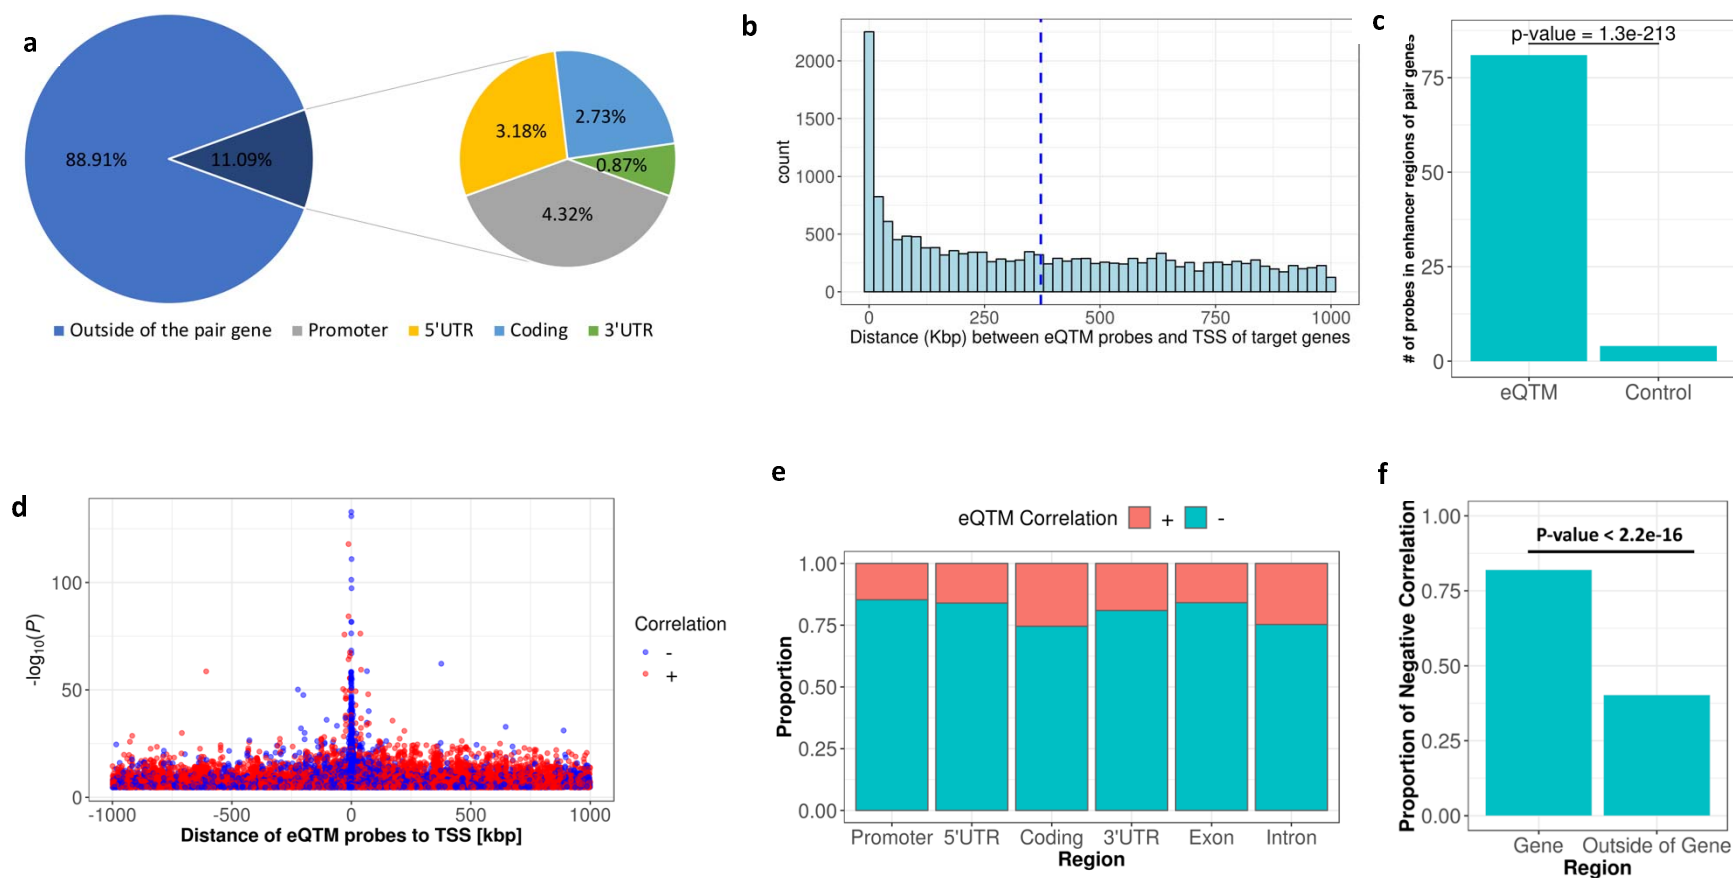 a
88.91%
11.09%
3.18%
2.73%
0.87%
4.32%
Outside of the pair gene
Promoter
5'UTR
Coding
3'UTR
b
count
2000
1500
1000
500
0
0
250
500
750
1000
Distance (Kbp) between eQTM probes and TSS of target genes
c
# of probes in enhancer regions of pair genes
p-value = 1.3e-213
75
50
25
0
eQTM
Control
d
-log10(P)
100
50
0
-1000
-500
0
500
1000
Distance of eQTM probes to TSS [kbp]
Correlation
-
+
e
eQTM Correlation + -
Proportion
1.00
0.75
0.50
0.25
0.00
Promoter
5'UTR
Coding
3'UTR
Exon
Intron
Region
f
Proportion of Negative Correlation
P-value < 2.2e-16
1.00
0.75
0.50
0.25
0.00
Gene
Outside of Gene
Region